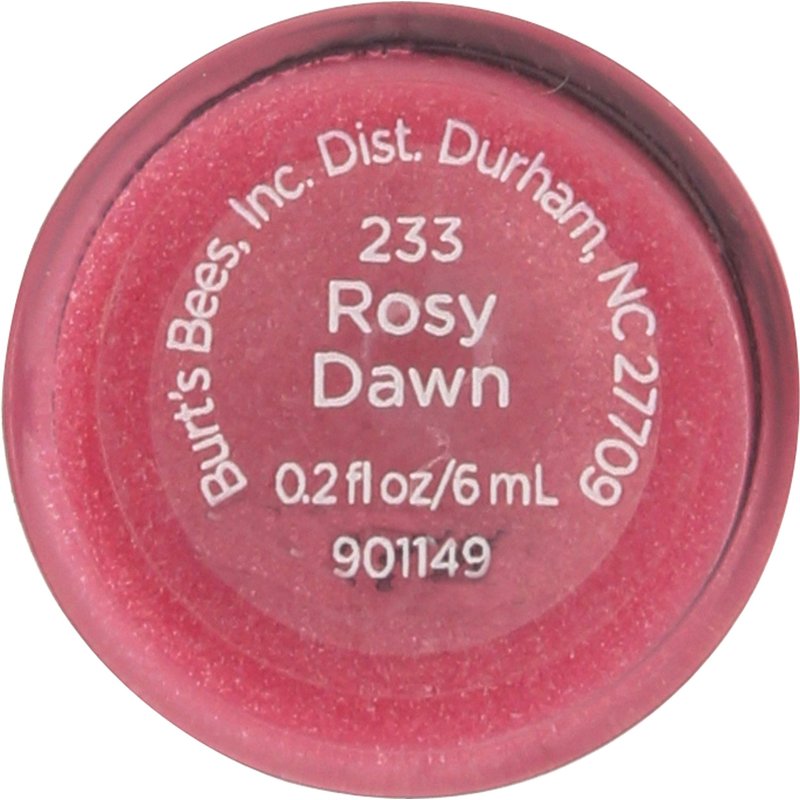 Burt's Bees, Inc. Dist. Durham, NC 27709
233
Rosy
Dawn
0.2 fl oz/6 mL
901149